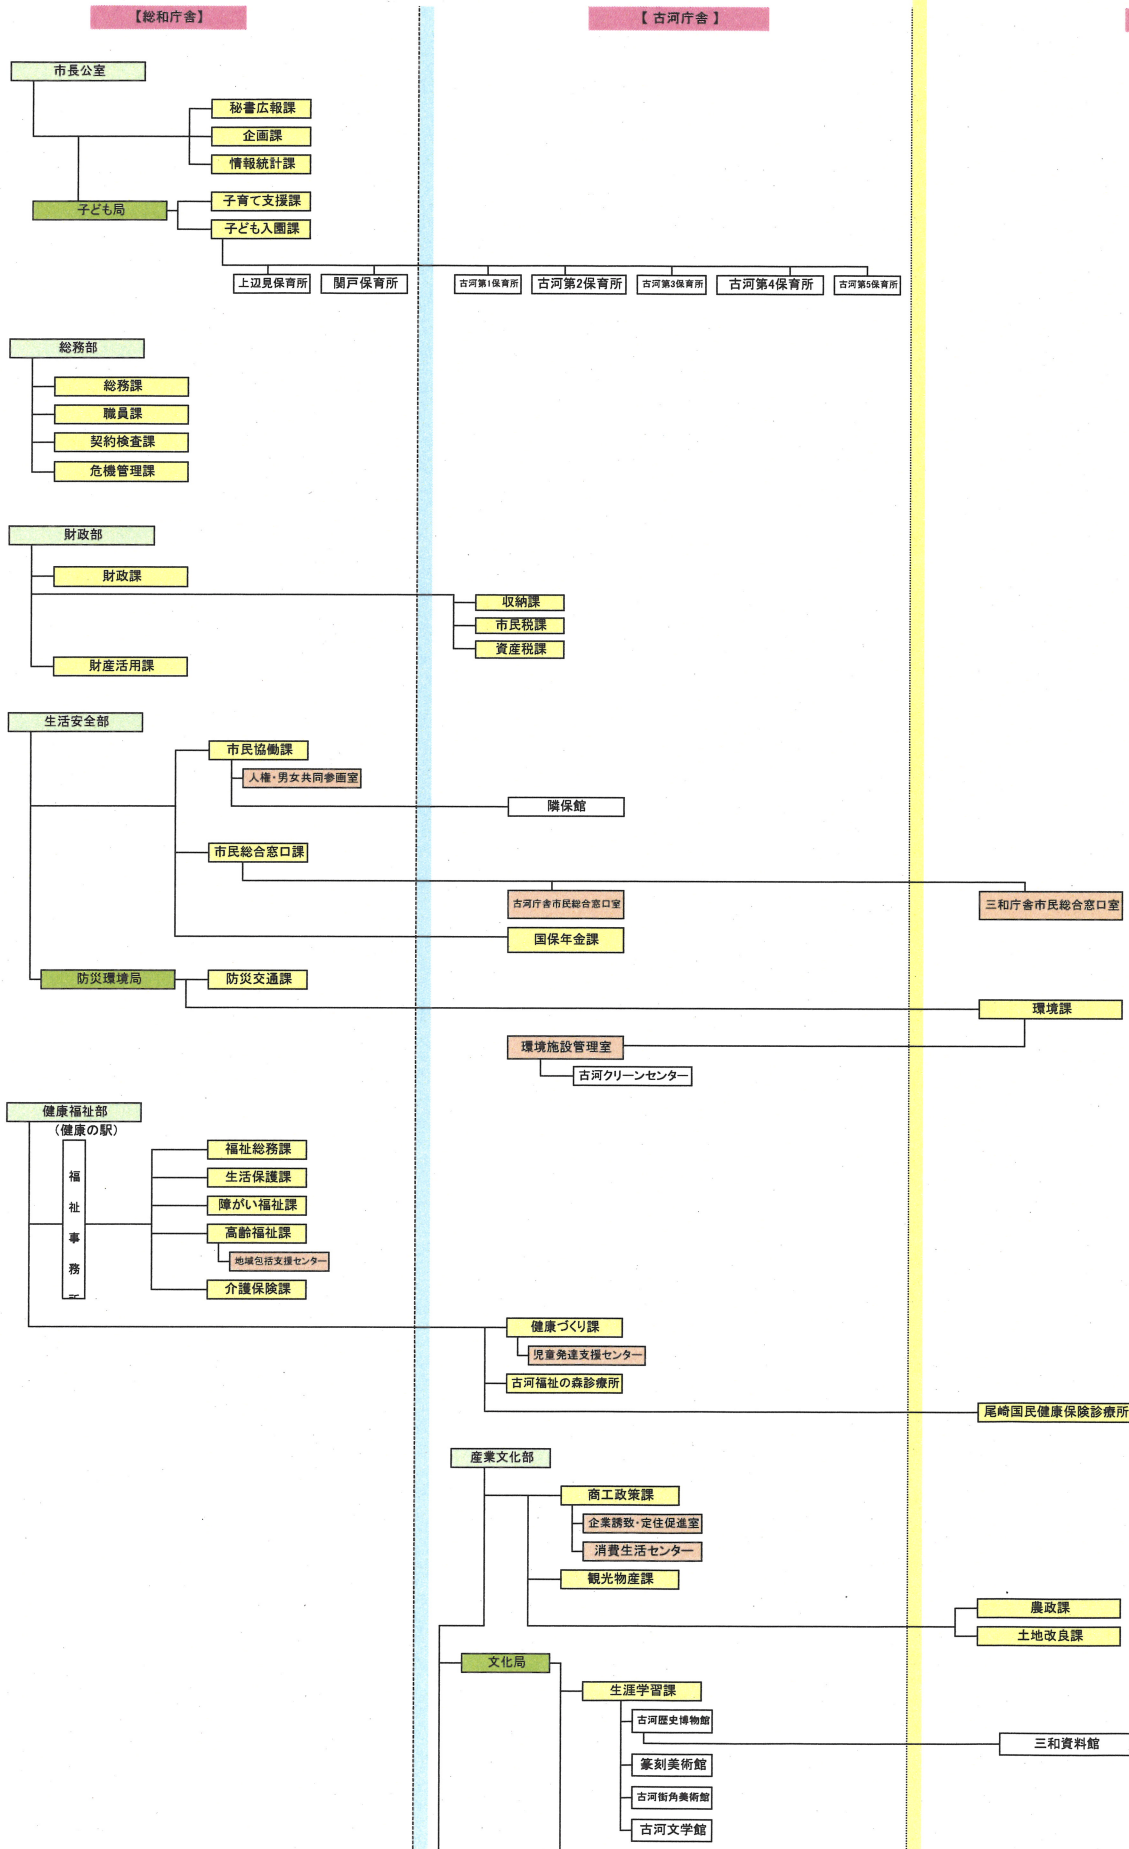 【総和庁舎】
【 古河庁舎 】
市長公室
秘書広報課
企画課
情報統計課
子ども局
子育て支援課
子ども入園課
上辺見保育所
関戸保育所
古河第1保育所
古河第2保育所
古河第3保育所
古河第4保育所
古河第5保育所
総務部
総務課
職員課
契約検査課
危機管理課
財政部
財政課
収納課
市民税課
資産税課
財産活用課
生活安全部
市民協働課
人権・男女共同参画室
隣保館
市民総合窓口課
古河庁舎市民総合窓口室
三和庁舎市民総合窓口室
国保年金課
防災環境局
防災交通課
環境課
環境施設管理室
古河クリーンセンター
健康福祉部
(健康の駅)
福祉事務所
福祉総務課
生活保護課
障がい福祉課
高齢福祉課
地域包括支援センター
介護保険課
健康づくり課
児童発達支援センター
古河福祉の森診療所
尾崎国民健康保険診療所
産業文化部
商工政策課
企業誘致・定住促進室
消費生活センター
観光物産課
農政課
土地改良課
文化局
生涯学習課
古河歴史博物館
三和資料館
篆刻美術館
古河街角美術館
古河文学館